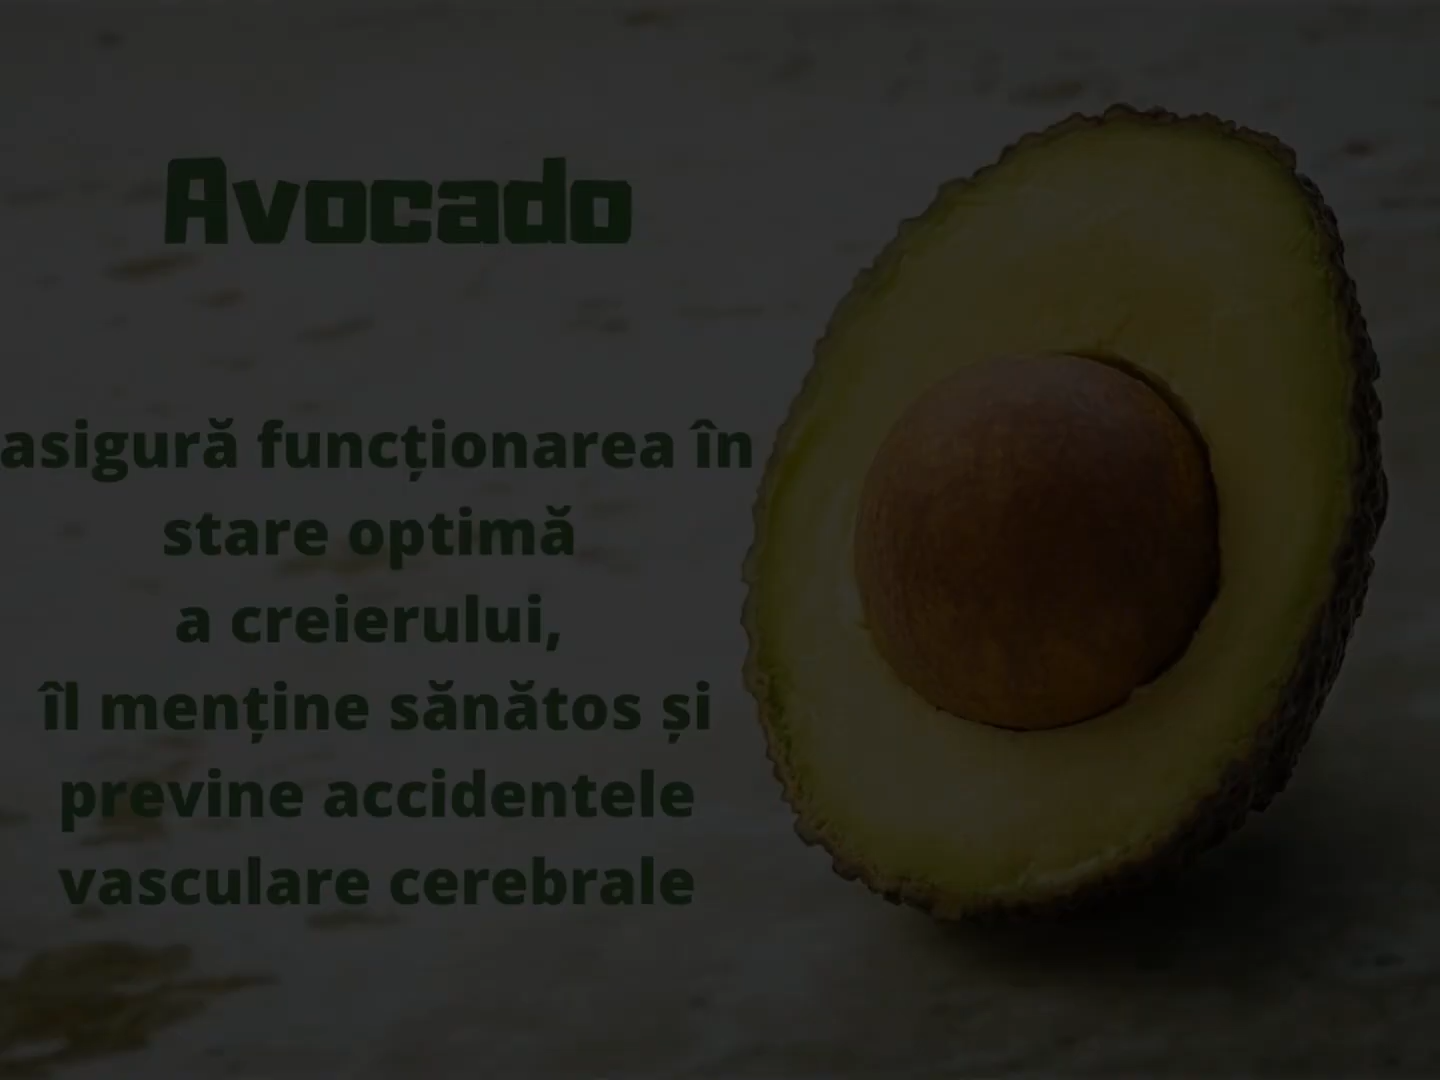 Avocado
asigură funcționarea în
stare optimă
a creierului,
îl menține sănătos și
previne accidentele
vasculare cerebrale